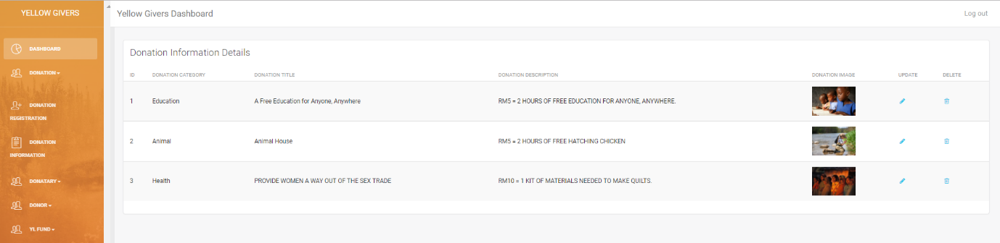 YELLOW GIVERS
Yellow Givers Dashboard
Log out
DASHBOARD
DONATION
DONATION
REGISTRATION
DONATION
INFORMATION
DONATARY
DONOR
YL FUND
Donation Information Details
ID DONATION CATEGORY DONATION TITLE DONATION DESCRIPTION DONATION IMAGE UPDATE DELETE
1 Education A Free Education for Anyone, Anywhere RM5 = 2 HOURS OF FREE EDUCATION FOR ANYONE, ANYWHERE.
2 Animal Animal House RM5 = 2 HOURS OF FREE HATCHING CHICKEN
3 Health PROVIDE WOMEN A WAY OUT OF THE SEX TRADE RM10 = 1 KIT OF MATERIALS NEEDED TO MAKE QUILTS.